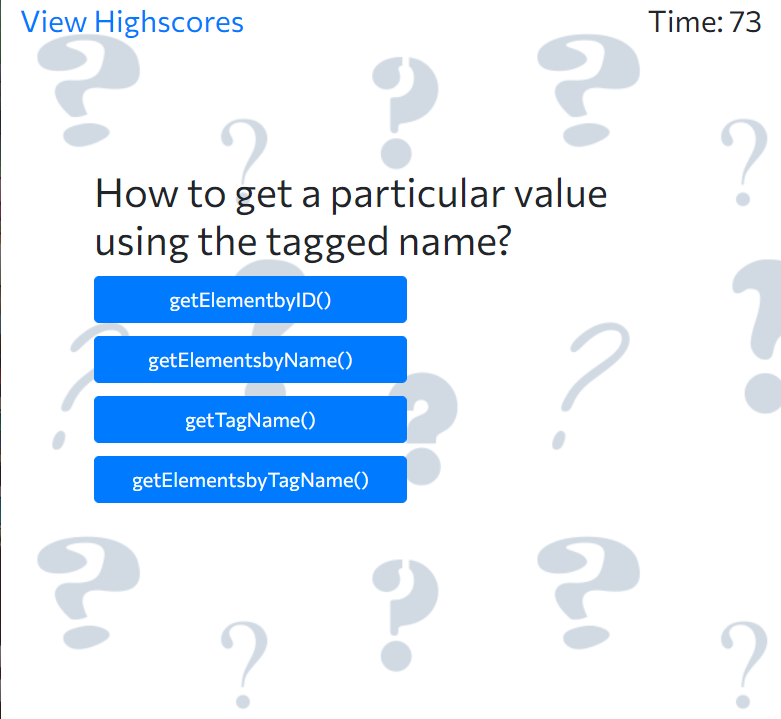 View Highscores Time: 73
How to get a particular value
using the tagged name?
getElementbyID()
getElementsbyName()
getTagName()
getElementsbyTagName()